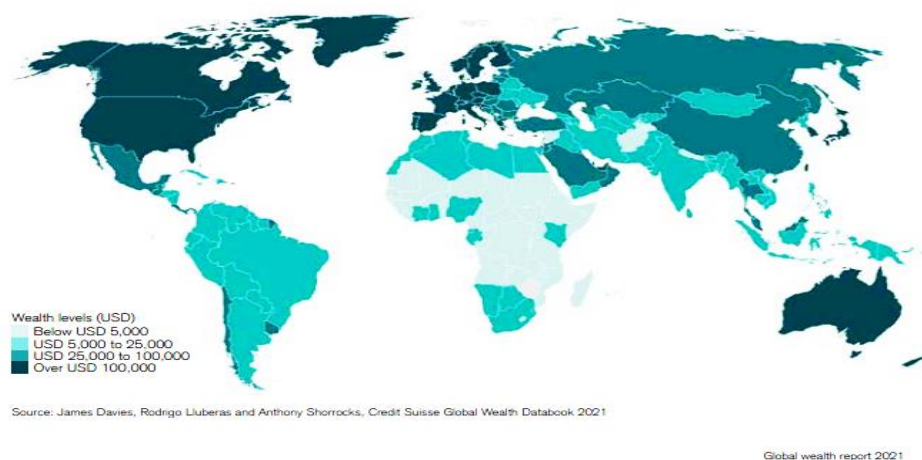 Wealth levels (USD)
Below USD 5,000
USD 5,000 to 25,000
USD 25,000 to 100,000
Over USD 100,000
Source: James Davies, Rodrigo Lluberas and Anthony Shorrocks, Credit Suisse Global Wealth Databook 2021
Global wealth report 2021